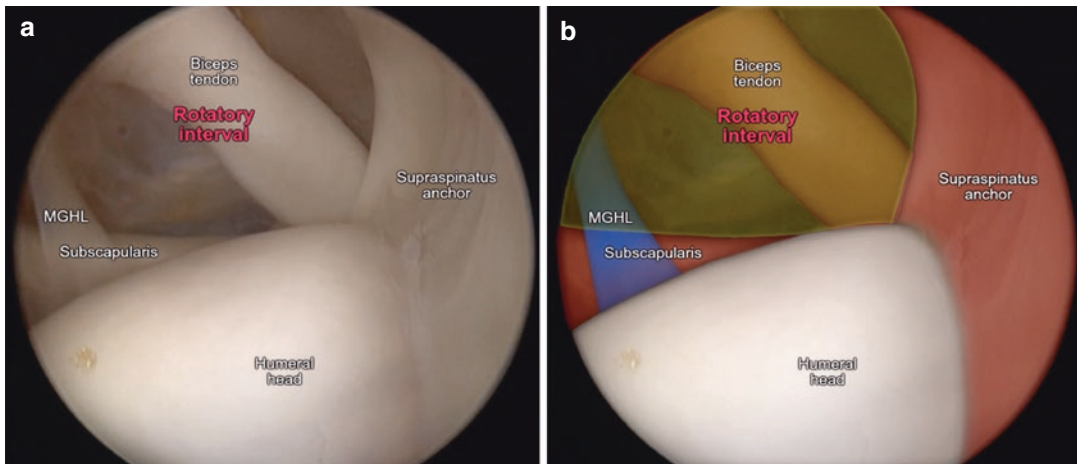 a
Biceps
tendon
Rotatory
interval
Supraspinatus
anchor
MGHL
Subscapularis
Humeral
head
b
Biceps
tendon
Rotatory
interval
Supraspinatus
anchor
MGHL
Subscapularis
Humeral
head